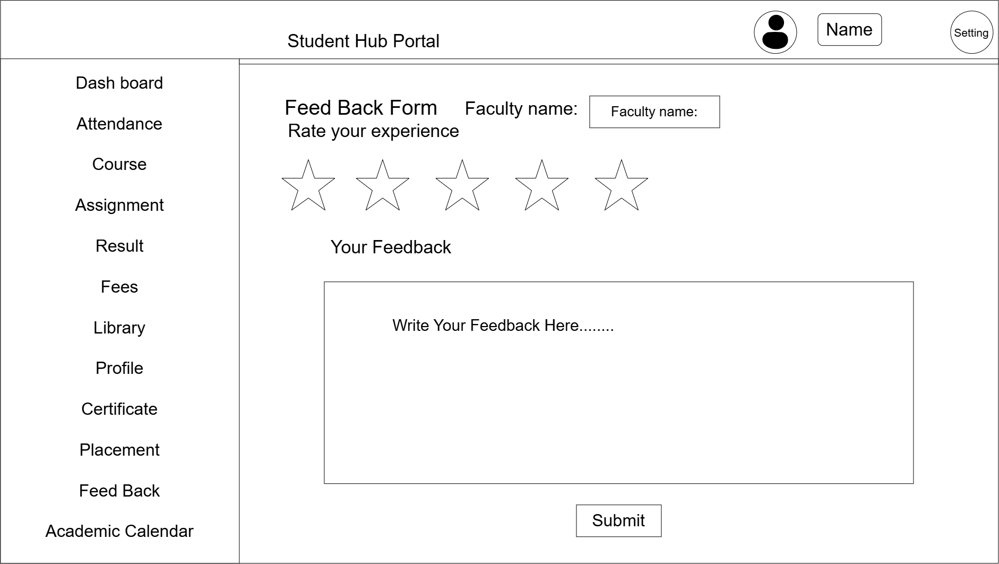 Student Hub Portal
Name
Setting
Dash board
Attendance
Course
Assignment
Result
Fees
Library
Profile
Certificate
Placement
Feed Back
Academic Calendar
Feed Back Form
Faculty name:
Faculty name:
Rate your experience
Your Feedback
Write Your Feedback Here........
Submit